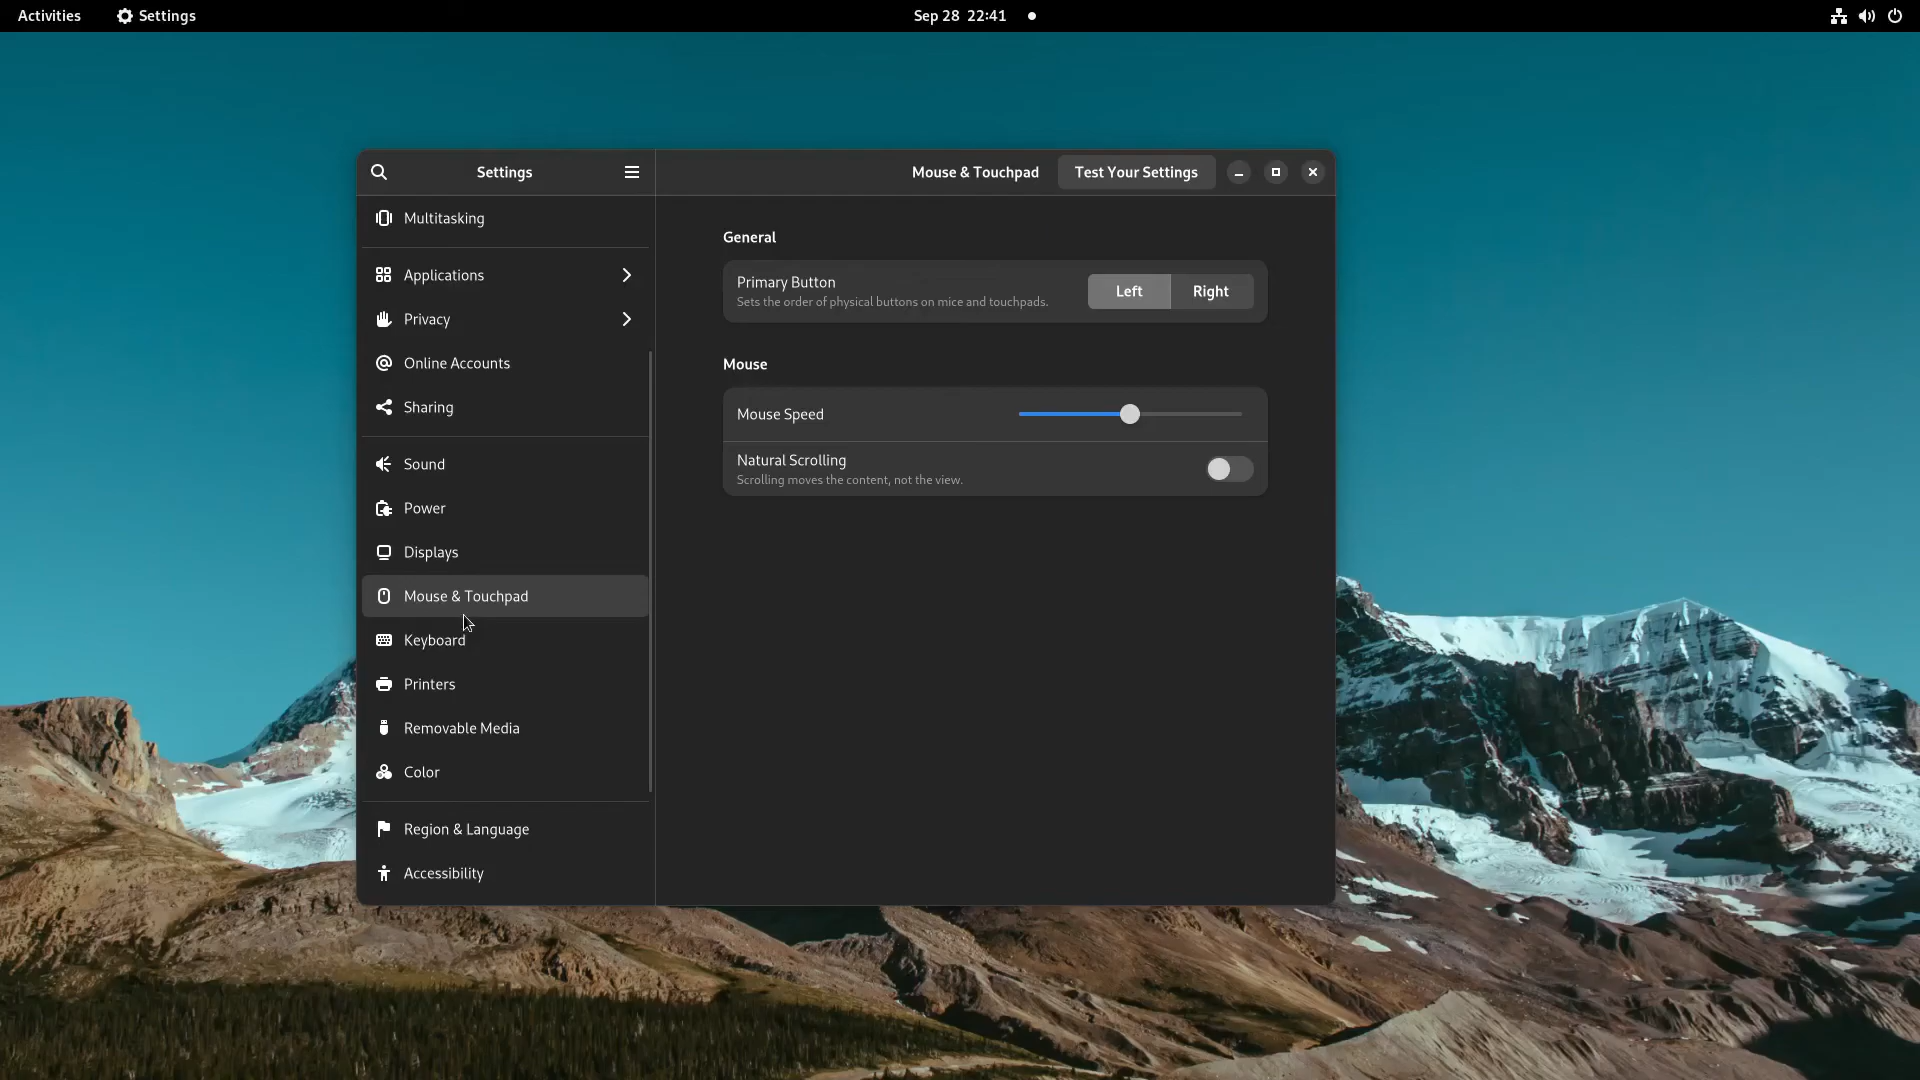 Activities
Settings
Sep 28 22:41
Settings
Mouse & Touchpad
Test Your Settings
Multitasking
Applications
Privacy
Online Accounts
Sharing
Sound
Power
Displays
Mouse & Touchpad
Keyboard
Printers
Removable Media
Color
Region & Language
Accessibility
General
Primary Button
Sets the order of physical buttons on mice and touchpads.
Left
Right
Mouse
Mouse Speed
Natural Scrolling
Scrolling moves the content, not the view.